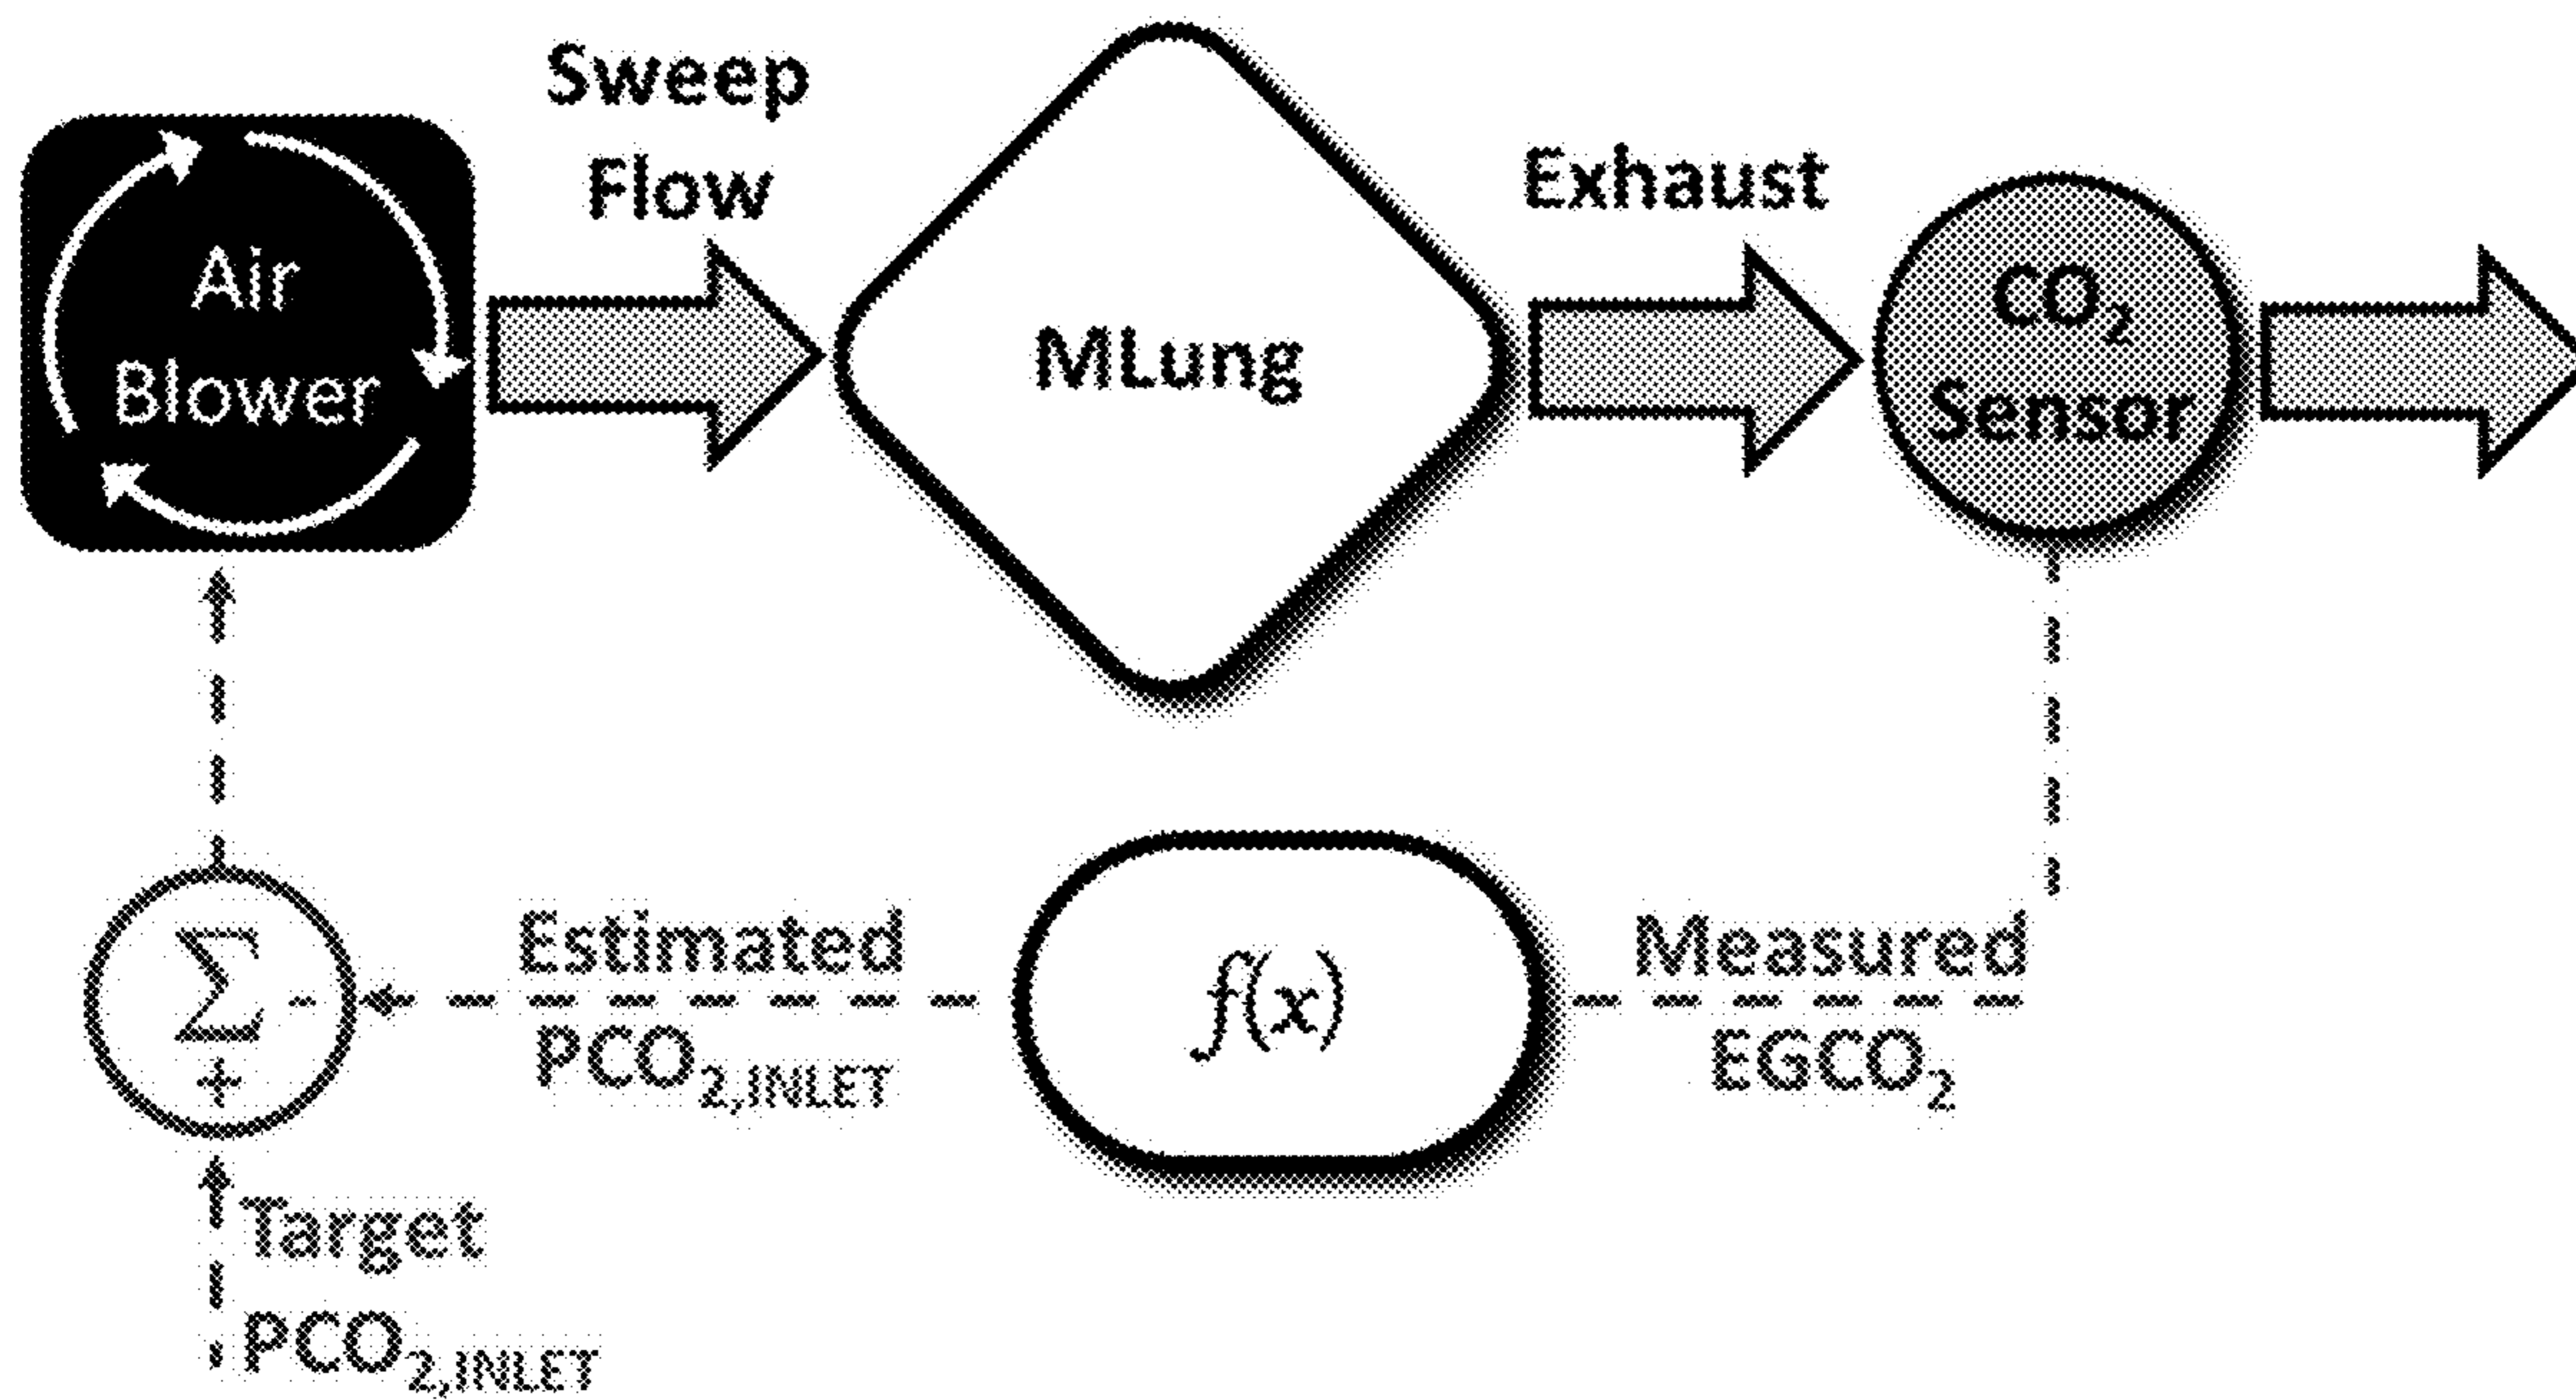 Sweep
Flow
Air
Blower
MLung
Exhaust
CO₂
Sensor
Estimated
PCO₂,INLET
f(x)
Measured
EGCO₂
Σ
-
+
Target
PCO₂,INLET